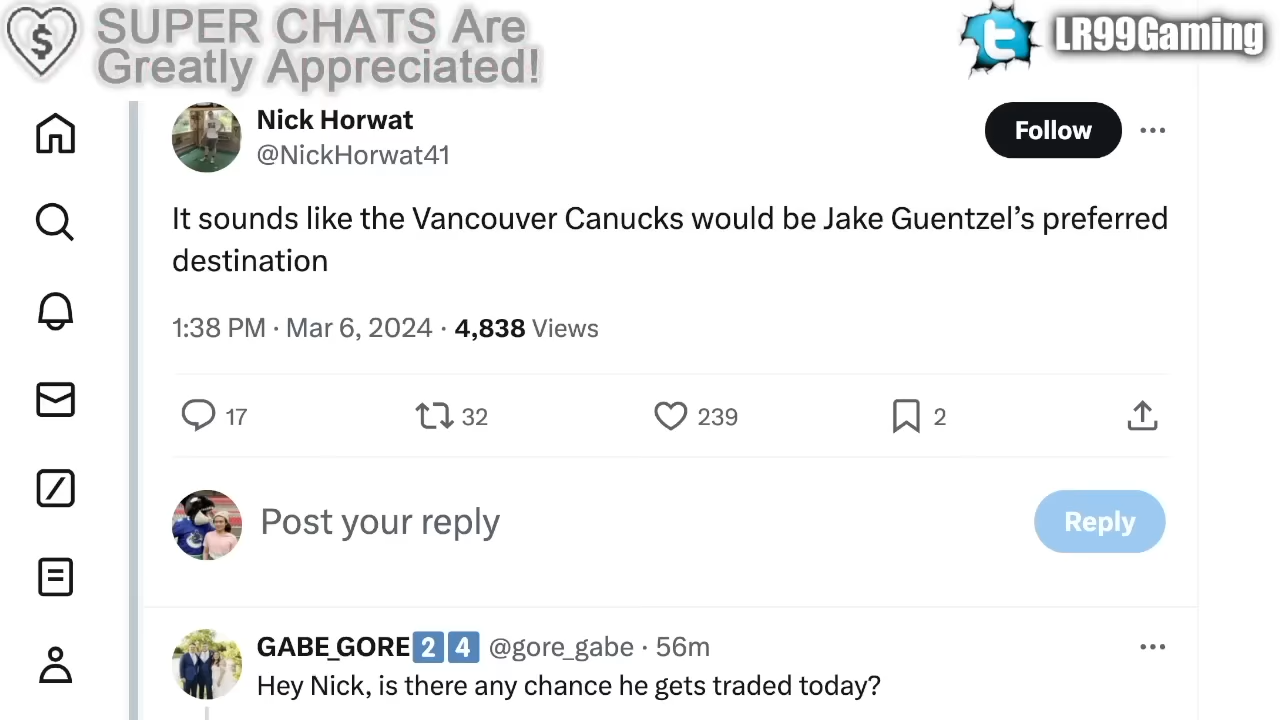 SUPER CHATS Are
Greatly Appreciated!
LR99Gaming
Nick Horwat
@NickHorwat41
Follow
It sounds like the Vancouver Canucks would be Jake Guentzel’s preferred
destination
1:38 PM · Mar 6, 2024 · 4,838 Views
17 32 239 2
Post your reply
Reply
GABE_GORE2️⃣4️⃣ @gore_gabe · 56m
Hey Nick, is there any chance he gets traded today?